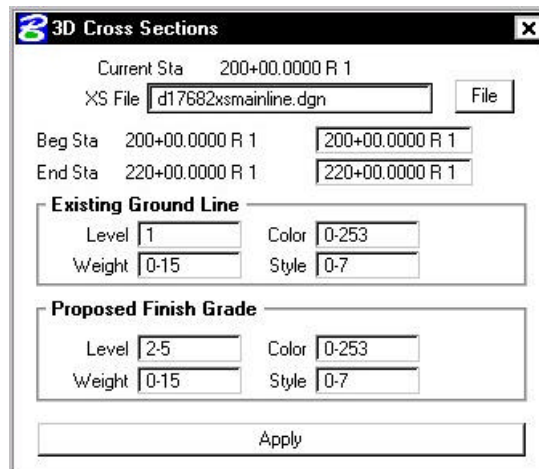 3D Cross Sections
Current Sta 200+00.0000 R 1
XS File d17682xsmainline.dgn File
Beg Sta 200+00.0000 R 1 200+00.0000 R 1
End Sta 220+00.0000 R 1 220+00.0000 R 1
Existing Ground Line
Level 1 Color 0-253
Weight 0-15 Style 0-7
Proposed Finish Grade
Level 2-5 Color 0-253
Weight 0-15 Style 0-7
Apply